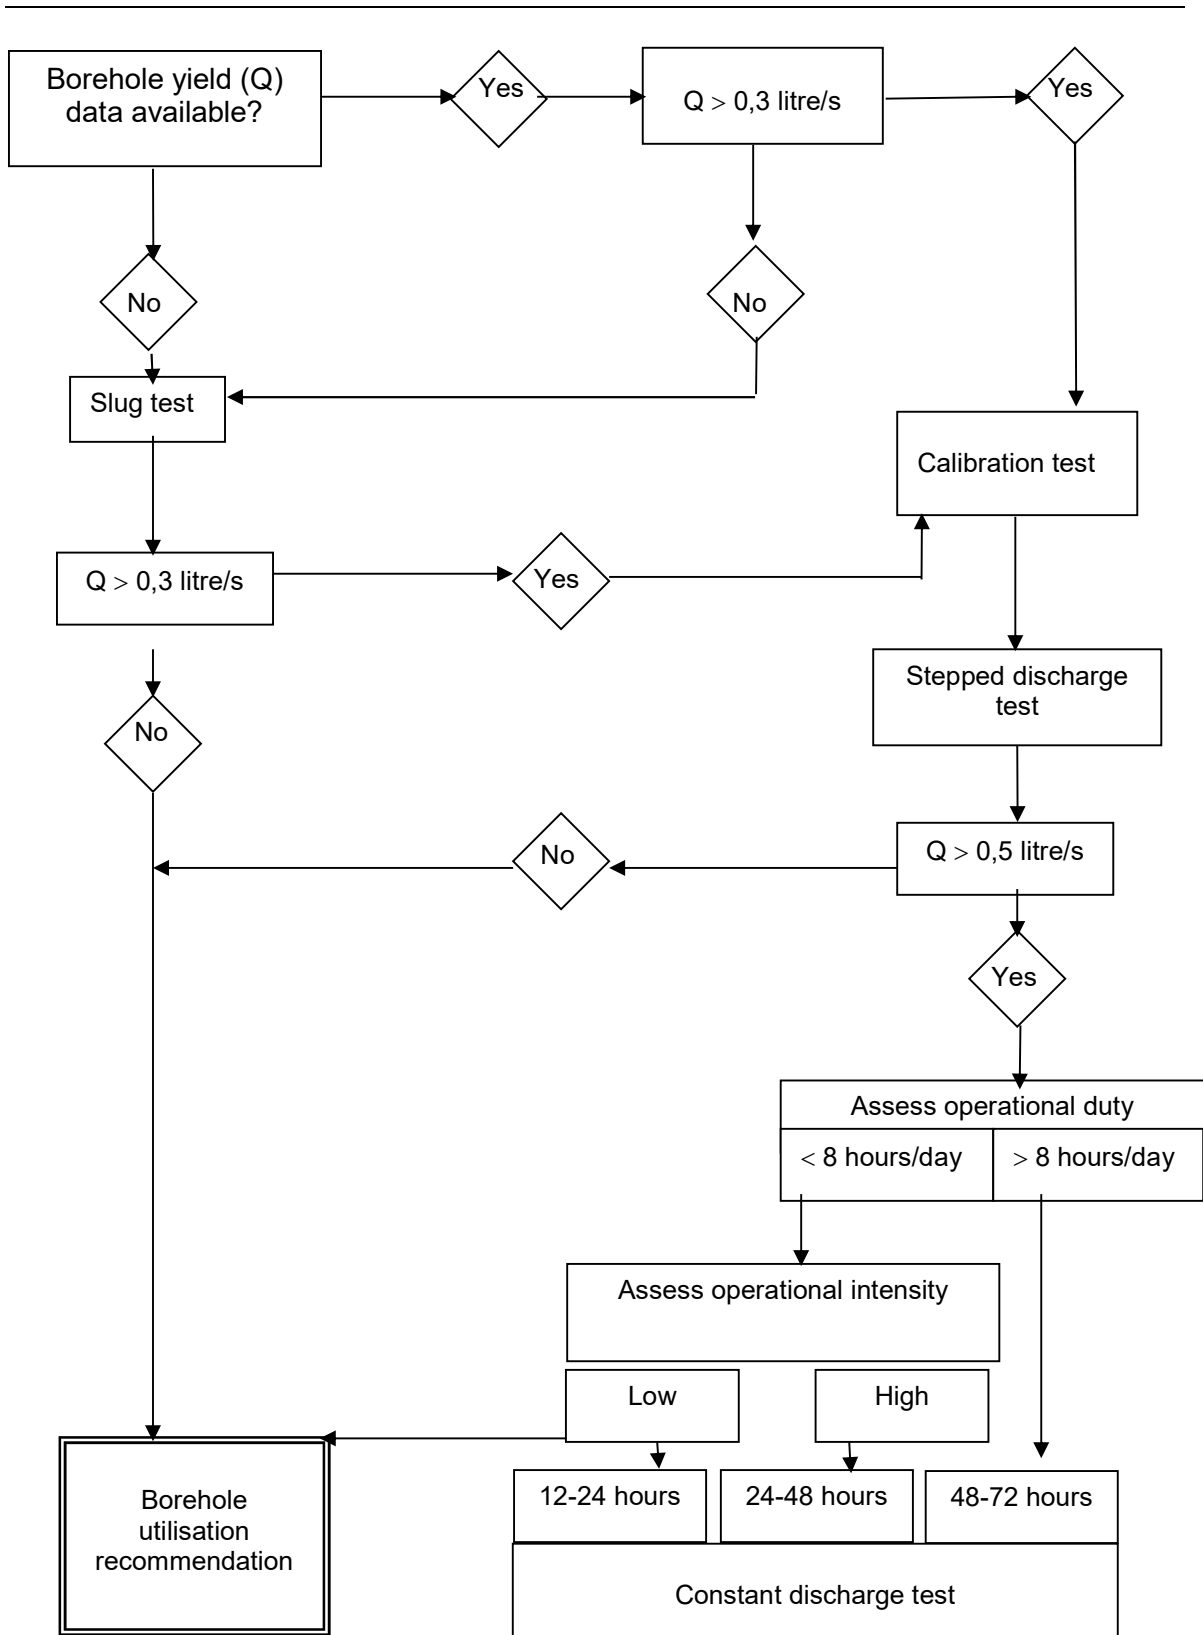 Borehole yield (Q)
data available?
Yes
Q > 0,3 litre/s
Yes
No
No
Slug test
Calibration test
Q > 0,3 litre/s
Yes
Stepped discharge
test
No
No
Q > 0,5 litre/s
Yes
Assess operational duty
< 8 hours/day
> 8 hours/day
Assess operational intensity
Low
High
12-24 hours
24-48 hours
48-72 hours
Borehole
utilisation
recommendation
Constant discharge test